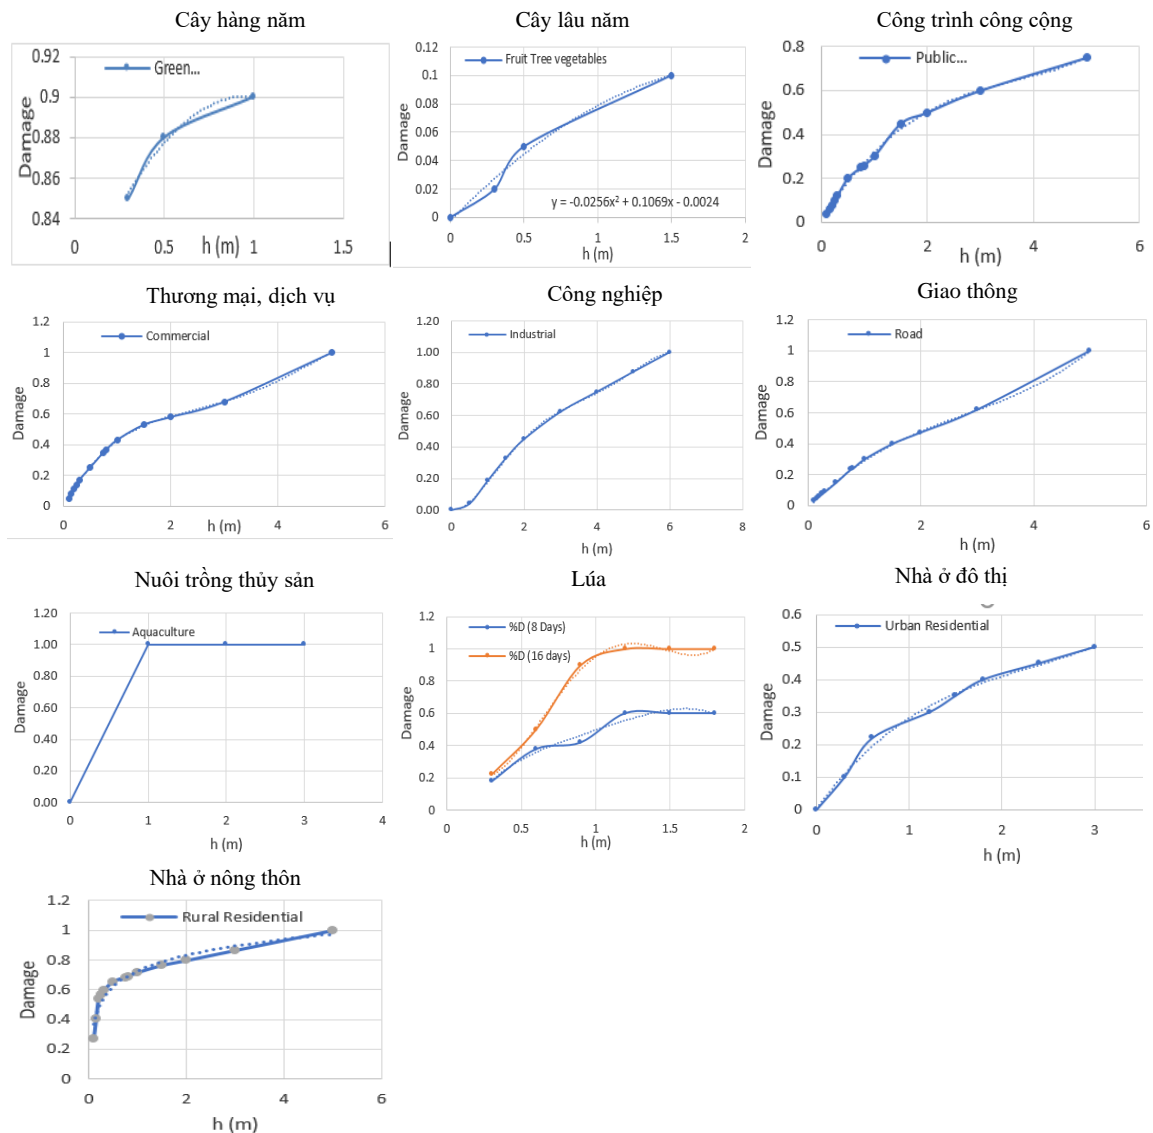 Cây hàng năm
0.92
0.9
0.88
0.86
0.84
Damage
Green...
0
0.5
1
1.5
h (m)
Cây lâu năm
0.12
0.1
0.08
0.06
0.04
0.02
0
Damage
Fruit Tree vegetables
y = -0.0256x² + 0.1069x - 0.0024
0
0.5
1
1.5
2
h (m)
Công trình công cộng
0.8
0.6
0.4
0.2
0
Damage
Public...
0
2
4
6
h (m)
Thương mại, dịch vụ
1.2
1
0.8
0.6
0.4
0.2
0
Damage
Commercial
0
2
4
6
h (m)
Công nghiệp
1.20
1.00
0.80
0.60
0.40
0.20
0.00
Damage
Industrial
0
2
4
6
8
h (m)
Giao thông
1.2
1
0.8
0.6
0.4
0.2
0
Damage
Road
0
2
4
6
h (m)
Nuôi trồng thủy sản
1.20
1.00
0.80
0.60
0.40
0.20
0.00
Damage
Aquaculture
0
1
2
3
4
h (m)
Lúa
1.2
1
0.8
0.6
0.4
0.2
0
Damage
%D (8 Days)
%D (16 days)
0
0.5
1
1.5
2
h (m)
Nhà ở đô thị
0.6
0.5
0.4
0.3
0.2
0.1
0
Damage
Urban Residential
0
1
2
3
h (m)
Nhà ở nông thôn
1.2
1
0.8
0.6
0.4
0.2
0
Damage
Rural Residential
0
2
4
6
h (m)